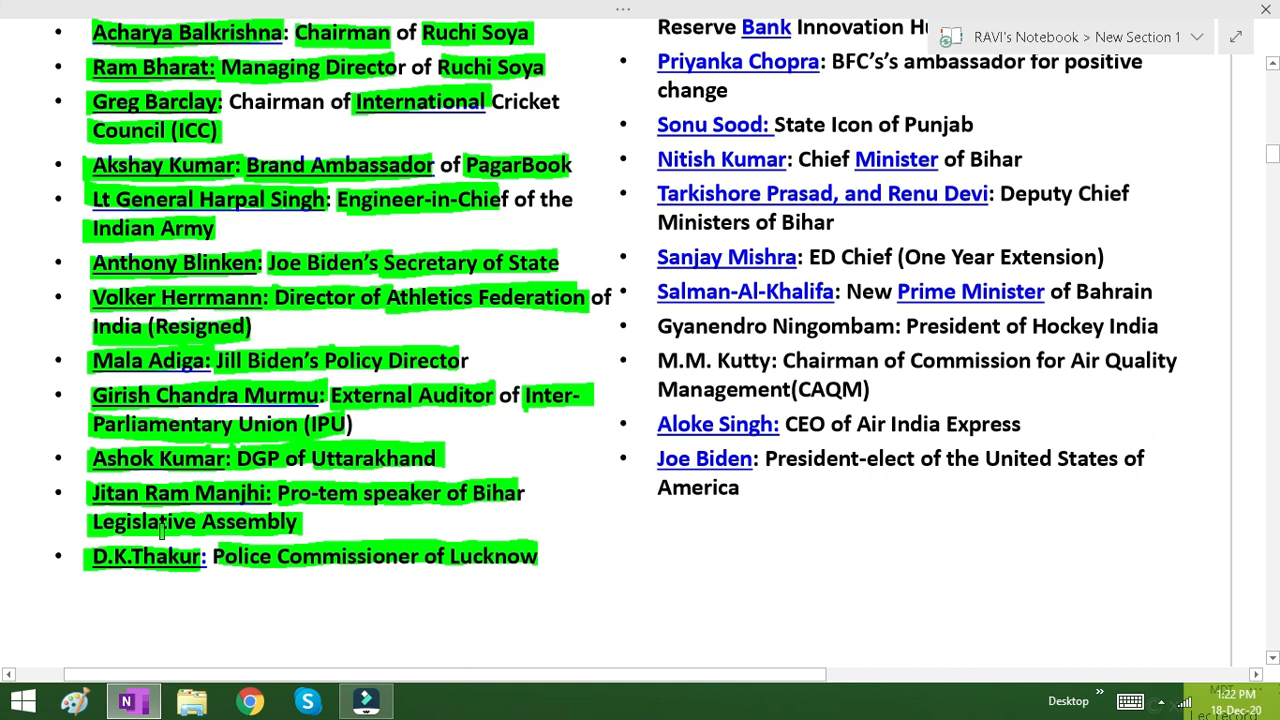 Acharya Balkrishna: Chairman of Ruchi Soya
Ram Bharat: Managing Director of Ruchi Soya
Greg Barclay: Chairman of International Cricket
Council (ICC)
Akshay Kumar: Brand Ambassador of PagarBook
Lt General Harpal Singh: Engineer-in-Chief of the
Indian Army
Anthony Blinken: Joe Biden’s Secretary of State
Volker Herrmann: Director of Athletics Federation of
India (Resigned)
Mala Adiga: Jill Biden’s Policy Director
Girish Chandra Murmu: External Auditor of Inter-
Parliamentary Union (IPU)
Ashok Kumar: DGP of Uttarakhand
Jitan Ram Manjhi: Pro-tem speaker of Bihar
Legislative Assembly
D.K.Thakur: Police Commissioner of Lucknow
Reserve Bank Innovation
RAVI's Notebook > New Section 1
Priyanka Chopra: BFC’s’s ambassador for positive
change
Sonu Sood: State Icon of Punjab
Nitish Kumar: Chief Minister of Bihar
Tarkishore Prasad, and Renu Devi: Deputy Chief
Ministers of Bihar
Sanjay Mishra: ED Chief (One Year Extension)
Salman-Al-Khalifa: New Prime Minister of Bahrain
Gyanendro Ningombam: President of Hockey India
M.M. Kutty: Chairman of Commission for Air Quality
Management(CAQM)
Aloke Singh: CEO of Air India Express
Joe Biden: President-elect of the United States of
America
Desktop
1:22 PM
18-Dec-20